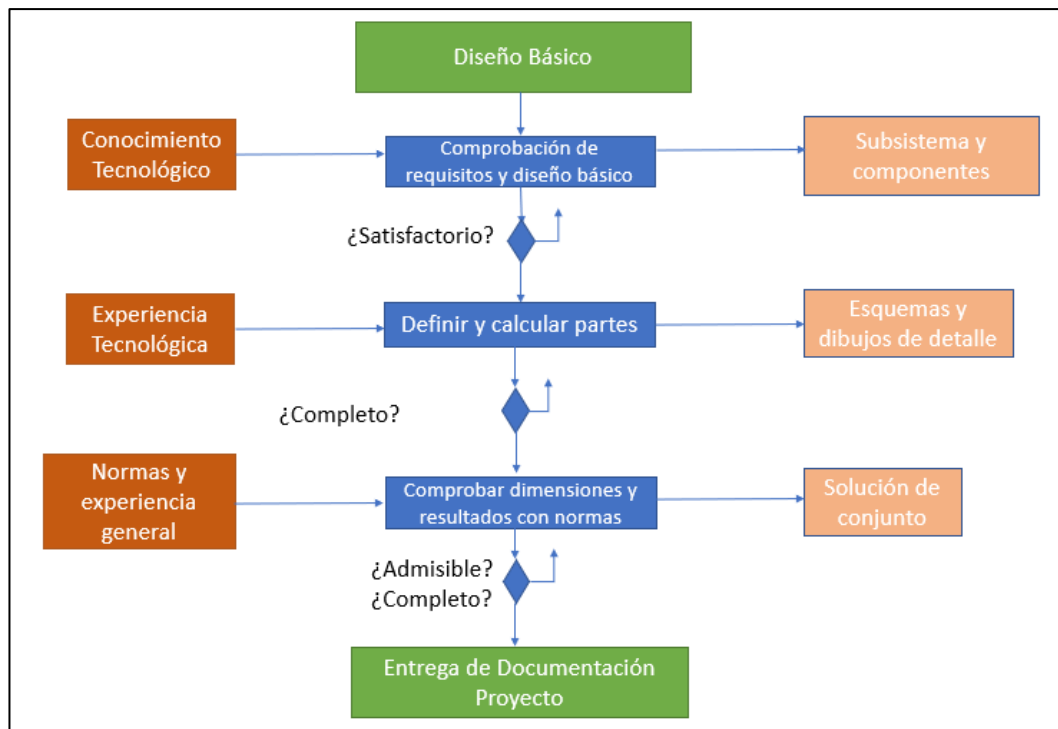 Diseño Básico
Conocimiento
Tecnológico
Comprobación de
requisitos y diseño básico
Subsistema y
componentes
¿Satisfactorio?
Experiencia
Tecnológica
Definir y calcular partes
Esquemas y
dibujos de detalle
¿Completo?
Normas y
experiencia
general
Comprobar dimensiones y
resultados con normas
Solución de
conjunto
¿Admisible?
¿Completo?
Entrega de Documentación
Proyecto